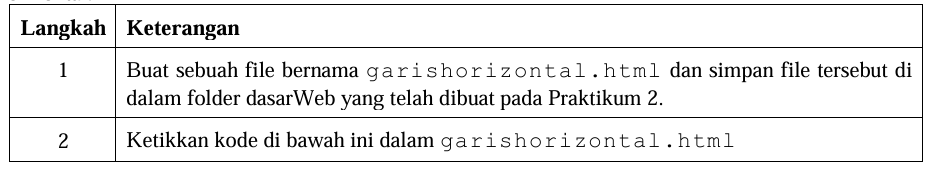 Langkah Keterangan
1 Buat sebuah file bernama garishorizontal.html dan simpan file tersebut di
dalam folder dasarWeb yang telah dibuat pada Praktikum 2.
2 Ketikkan kode di bawah ini dalam garishorizontal.html